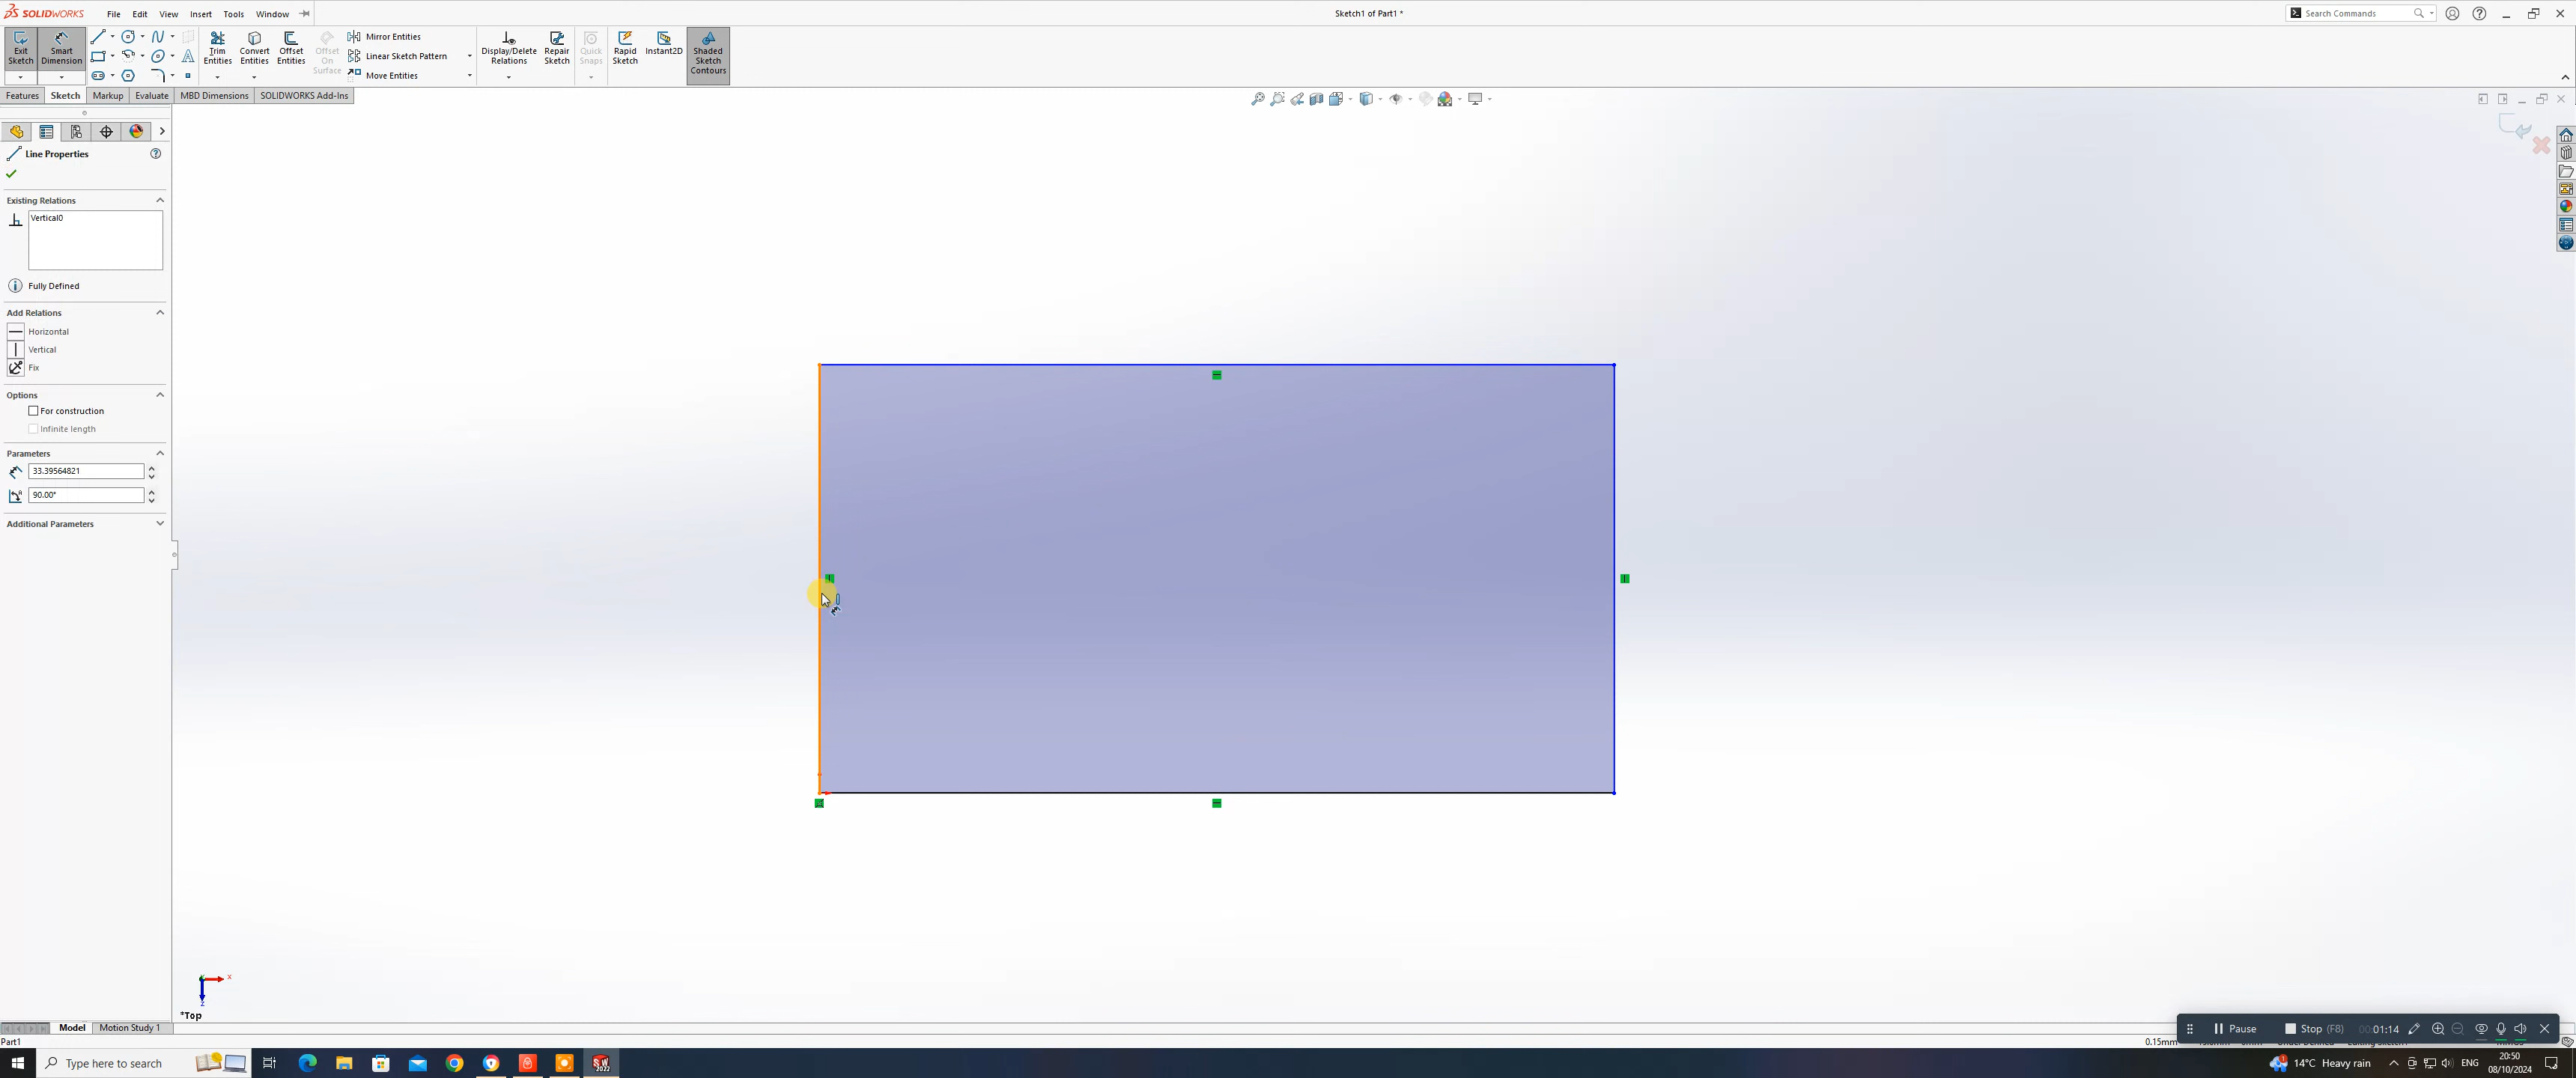 SOLIDWORKS File Edit View Insert Tools Window
Sketch1 of Part1 *
Search Commands
Exit Sketch
Smart Dimension
Trim Entities
Convert Entities
Offset Entities
Offset On Surface
Mirror Entities
Linear Sketch Pattern
Move Entities
Display/Delete Relations
Repair Sketch
Quick Snaps
Rapid Sketch
Instant2D
Shaded Sketch Contours
Features Sketch Markup Evaluate MBD Dimensions SOLIDWORKS Add-Ins
Line Properties
Existing Relations
Vertical0
Fully Defined
Add Relations
Horizontal
Vertical
Fix
Options
For construction
Infinite length
Parameters
33.39564821
90.00°
Additional Parameters
X
Z
*Top
Model Motion Study 1
Part1
Pause Stop (F8) 00:01:14
0.15mm
Type here to search
14°C Heavy rain
ENG
20:50
08/10/2024